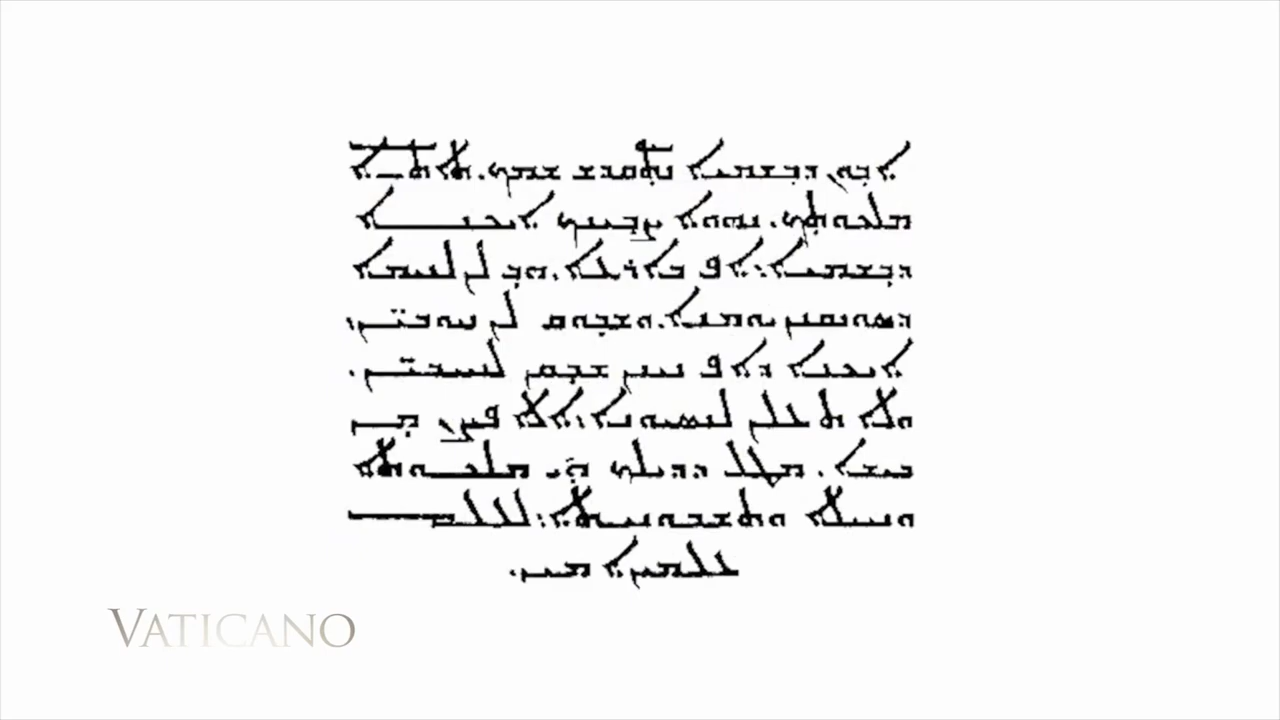 ܐܒܘܢ ܕܒܫܡܝܐ ܢܬܩܕܫ ܫܡܟ. ܬܐܬܐ
ܡܠܟܘܬܟ. ܢܗܘܐ ܨܒܝܢܟ ܐܝܟܢܐ
ܕܒܫܡܝܐ: ܐܦ ܒܐܪܥܐ. ܗܒ ܠܢ ܠܚܡܐ
ܕܣܘܢܩܢܢ ܝܘܡܢܐ. ܘܫܒܘܩ ܠܢ ܚܘܒܝ̈ܢ:
ܐܝܟܢܐ ܕܐܦ ܚܢܢ ܫܒܩܢ ܠܚܝܒܝ̈ܢ.
ܘܠܐ ܬܥܠܢ ܠܢܣܝܘܢܐ: ܐܠܐ ܦܨܢ ܡܢ
ܒܝܫܐ. ܡܛܠ ܕܕܝܠܟ ܗܝ ܡܠܟܘܬܐ
ܘܚܝܠܐ ܘܬܫܒܘܚܬܐ: ܠܥܠܡ
ܥܠܡܝܢ ܐܡܝܢ.
VATICANO